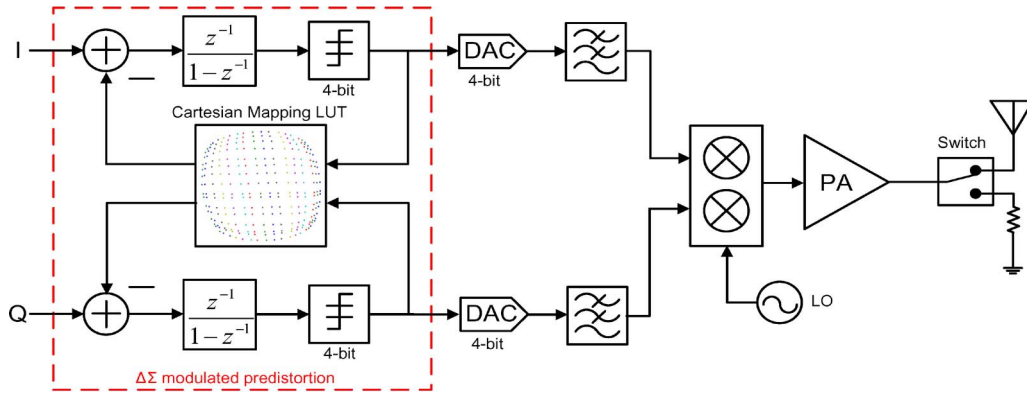 I
z⁻¹
1−z⁻¹
4-bit
DAC
4-bit
Cartesian Mapping LUT
Switch
PA
Q
z⁻¹
1−z⁻¹
4-bit
DAC
4-bit
LO
ΔΣ modulated predistortion